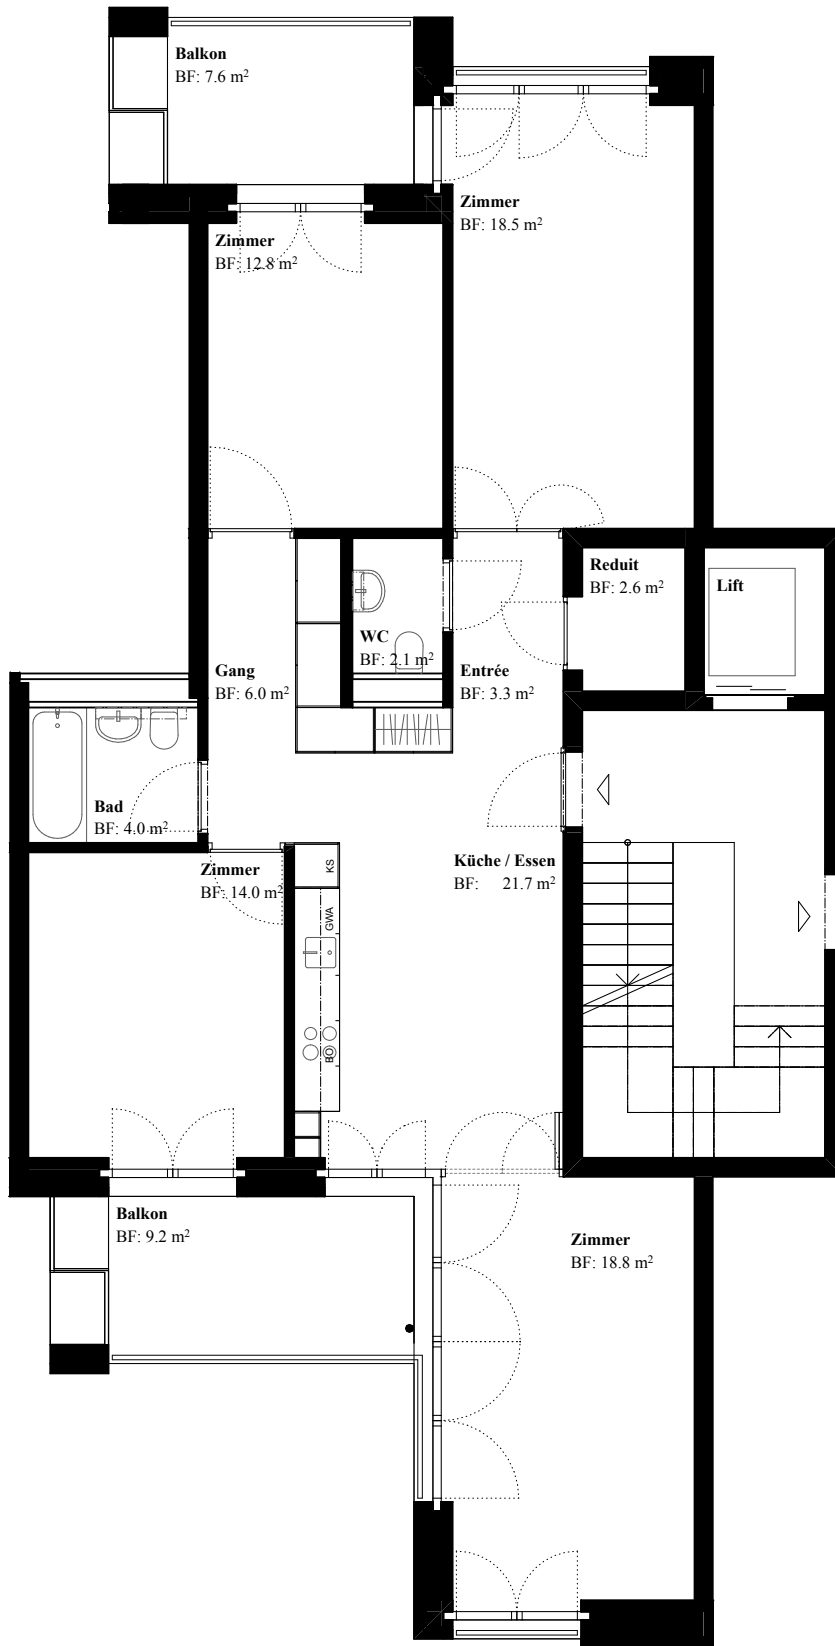 Balkon
BF: 7.6 m²
Zimmer
BF: 18.5 m²
Zimmer
BF: 12.8 m²
Reduit
BF: 2.6 m²
Lift
WC
BF: 2.1 m²
Gang
BF: 6.0 m²
Entrée
BF: 3.3 m²
Bad
BF: 4.0 m²
Zimmer
BF: 14.0 m²
KS
Küche / Essen
BF: 21.7 m²
GWA
BO
Balkon
BF: 9.2 m²
Zimmer
BF: 18.8 m²